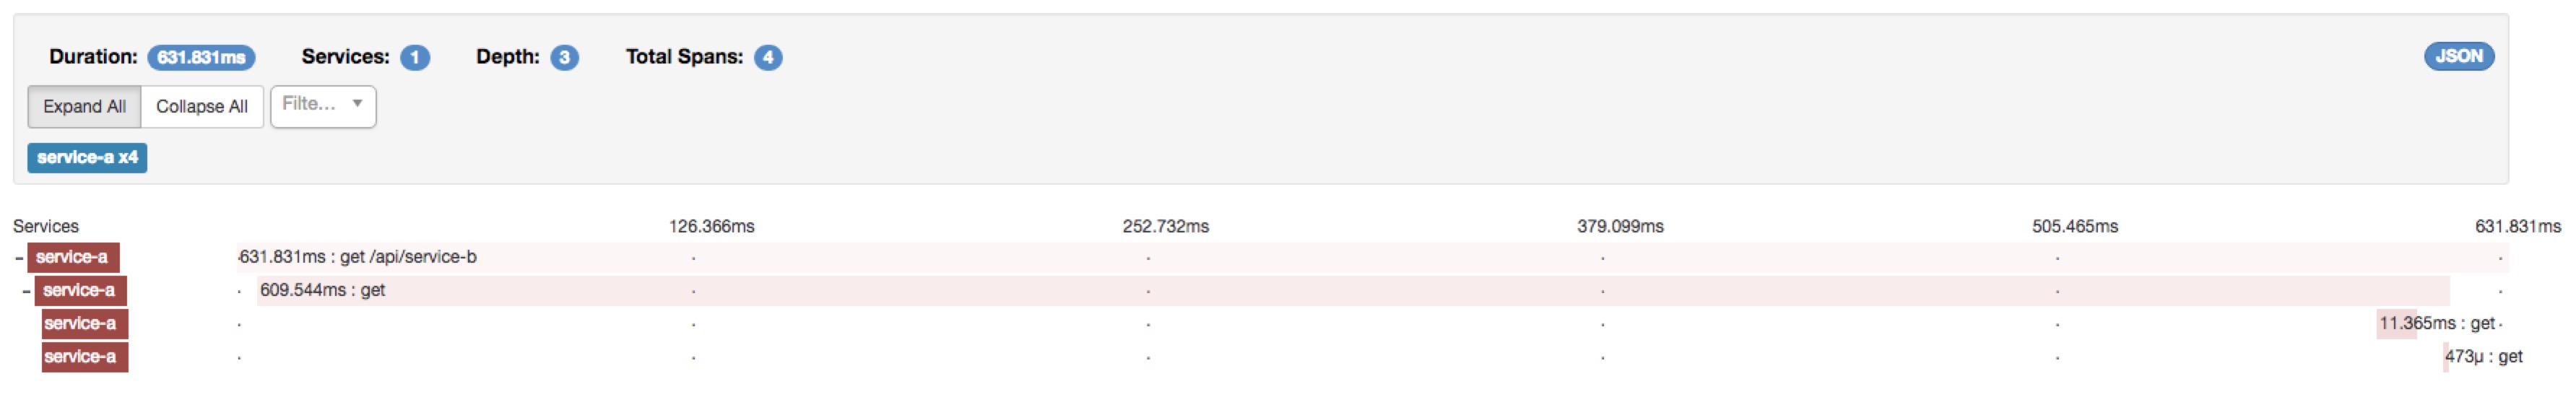 Duration: 631.831ms Services: 1 Depth: 3 Total Spans: 4 JSON
Expand All Collapse All Filte...
service-a x4
Services 126.366ms 252.732ms 379.099ms 505.465ms 631.831ms
- service-a 631.831ms : get /api/service-b
- service-a 609.544ms : get
service-a 11.365ms : get
service-a 473μ : get